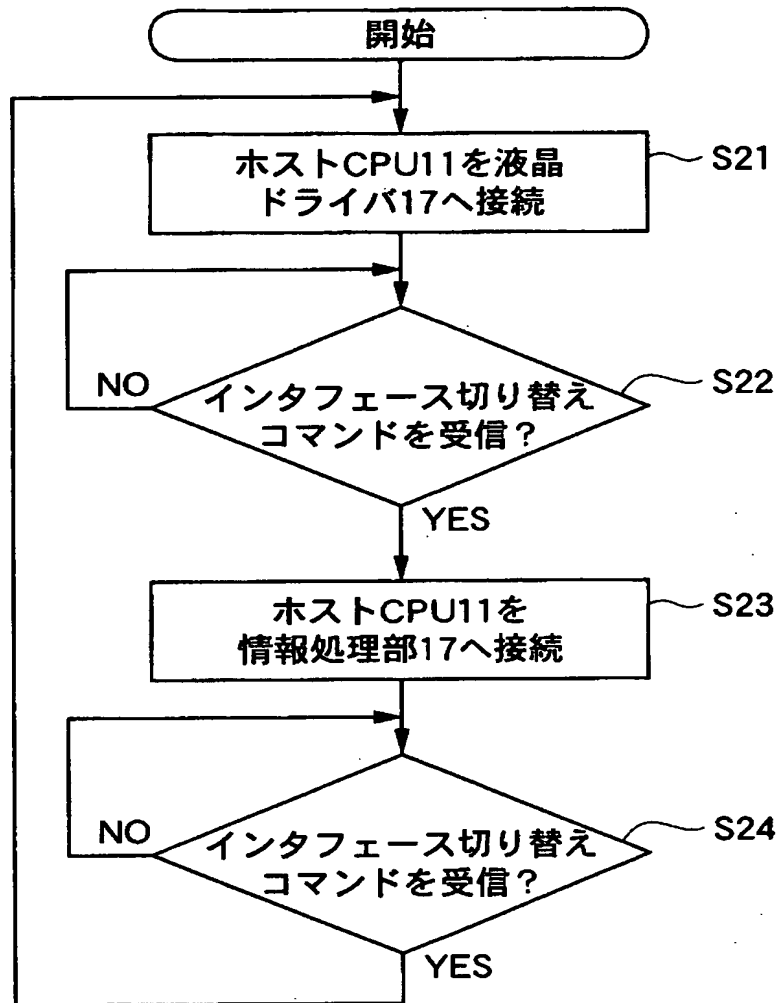 開始
ホストCPU11を液晶
ドライバ17へ接続
S21
インタフェース切り替え
コマンドを受信?
S22
NO
YES
ホストCPU11を
情報処理部17へ接続
S23
インタフェース切り替え
コマンドを受信?
S24
NO
YES